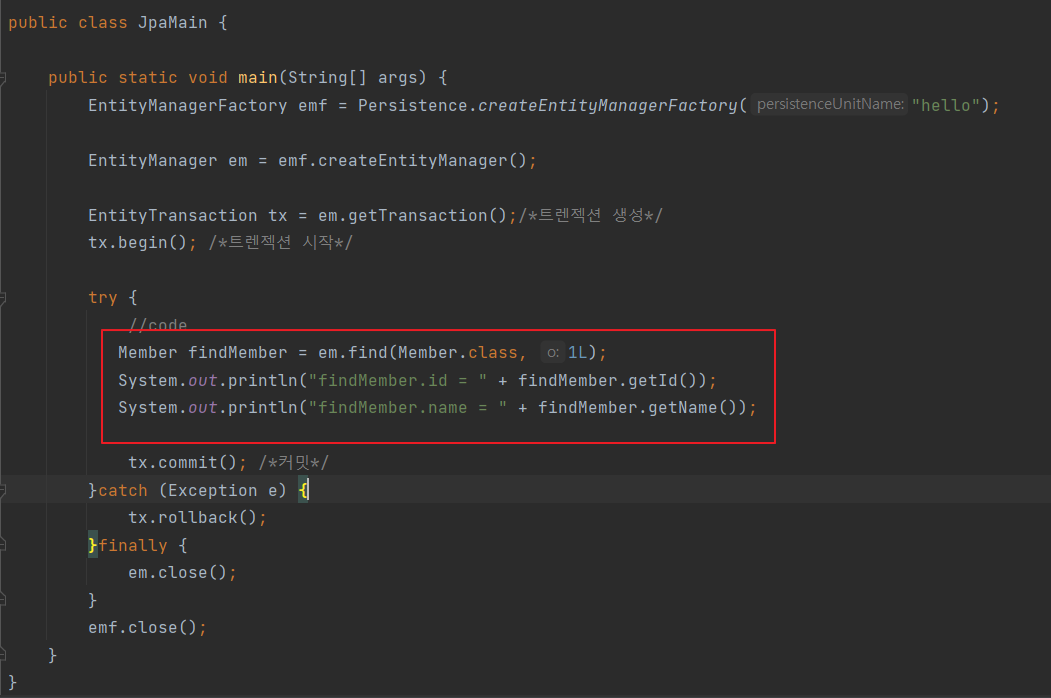 public class JpaMain {
public static void main(String[] args) {
EntityManagerFactory emf = Persistence.createEntityManagerFactory( persistenceUnitName: "hello");
EntityManager em = emf.createEntityManager();
EntityTransaction tx = em.getTransaction();/*트렌젝션 생성*/
tx.begin(); /*트렌젝션 시작*/
try {
//code
Member findMember = em.find(Member.class, o: 1L);
System.out.println("findMember.id = " + findMember.getId());
System.out.println("findMember.name = " + findMember.getName());
tx.commit(); /*커밋*/
}catch (Exception e) {
tx.rollback();
}finally {
em.close();
}
emf.close();
}
}